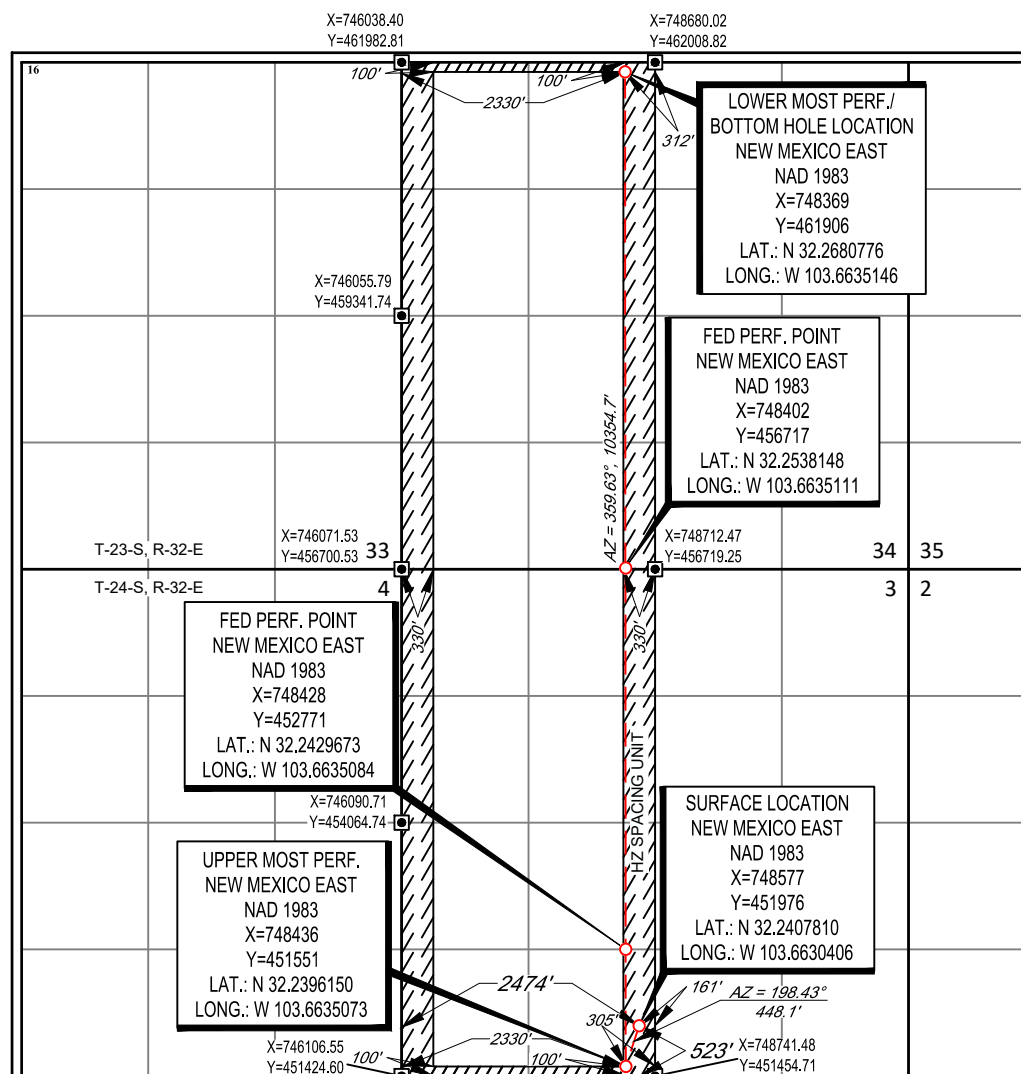 X=746038.40
Y=461982.81
X=748680.02
Y=462008.82
16
100'
100'
2330'
312'
LOWER MOST PERF./
BOTTOM HOLE LOCATION
NEW MEXICO EAST
NAD 1983
X=748369
Y=461906
LAT.: N 32.2680776
LONG.: W 103.6635146
X=746055.79
Y=459341.74
FED PERF. POINT
NEW MEXICO EAST
NAD 1983
X=748402
Y=456717
LAT.: N 32.2538148
LONG.: W 103.6635111
AZ = 359.63°, 10354.7'
X=746071.53
Y=456700.53
X=748712.47
Y=456719.25
T-23-S, R-32-E
33
34
35
T-24-S, R-32-E
4
3
2
330'
330'
FED PERF. POINT
NEW MEXICO EAST
NAD 1983
X=748428
Y=452771
LAT.: N 32.2429673
LONG.: W 103.6635084
HZ SPACING UNIT
X=746090.71
Y=454064.74
SURFACE LOCATION
NEW MEXICO EAST
NAD 1983
X=748577
Y=451976
LAT.: N 32.2407810
LONG.: W 103.6630406
UPPER MOST PERF.
NEW MEXICO EAST
NAD 1983
X=748436
Y=451551
LAT.: N 32.2396150
LONG.: W 103.6635073
2474'
161'
AZ = 198.43°
448.1'
305'
2330'
523'
X=746106.55
Y=451424.60
100'
100'
X=748741.48
Y=451454.71